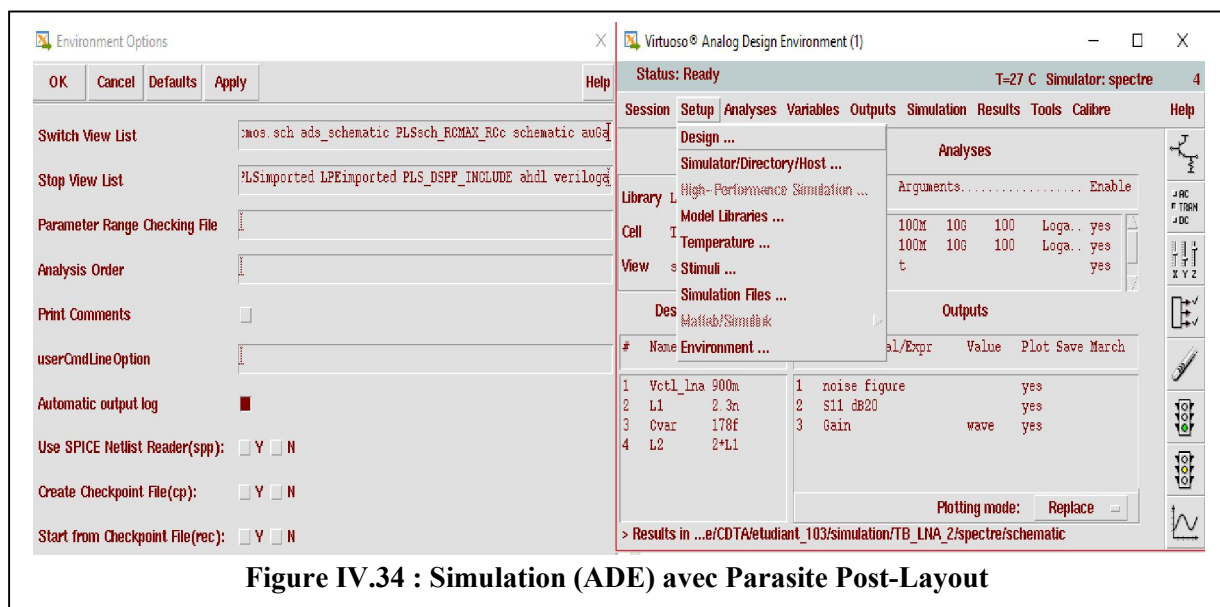 Environment Options
OK Cancel Defaults Apply Help
Switch View List :mos.sch ads_schematic PLSsch_RCMAX_RCc schematic auGa
Stop View List PLSimported LPEimported PLS_DSPF_INCLUDE ahdl veriloga
Parameter Range Checking File
Analysis Order
Print Comments
userCmdLineOption
Automatic output log
Use SPICE Netlist Reader(spp): Y N
Create Checkpoint File(cp): Y N
Start from Checkpoint File(rec): Y N
Virtuoso® Analog Design Environment (1)
Status: Ready T=27 C Simulator: spectre 4
Session Setup Analyses Variables Outputs Simulation Results Tools Calibre Help
Design ...
Simulator/Directory/Host ...
High-Performance Simulation ...
Model Libraries ...
Temperature ...
Stimuli ...
Simulation Files ...
Matlab/Simulink
Environment ...
Library L
Cell T
View s
Analyses
Arguments................. Enable
100M 10G 100 Loga.. yes
100M 10G 100 Loga.. yes
t yes
Des
# Name
1 Vctl_lna 900m
2 L1 2.3n
3 Cvar 178f
4 L2 2*L1
Outputs
al/Expr Value Plot Save March
1 noise figure yes
2 S11 dB20 yes
3 Gain wave yes
Plotting mode: Replace
> Results in ...e/CDTA/etudiant_103/simulation/TB_LNA_2/spectre/schematic
AC
TRAN
DC
X Y Z
Figure IV.34 : Simulation (ADE) avec Parasite Post-Layout